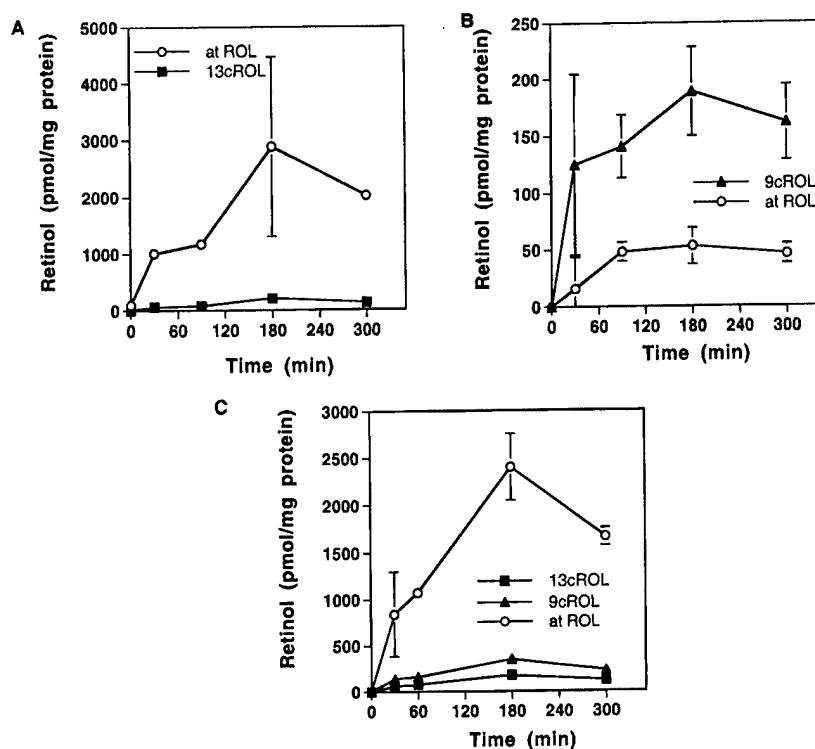 A
Retinol (pmol/mg protein)
5000
4000
3000
2000
1000
0
at ROL
13cROL
0 60 120 180 240 300
Time (min)
B
Retinol (pmol/mg protein)
250
200
150
100
50
0
9cROL
at ROL
0 60 120 180 240 300
Time (min)
C
Retinol (pmol/mg protein)
3000
2500
2000
1500
1000
500
0
13cROL
9cROL
at ROL
0 60 120 180 240 300
Time (min)